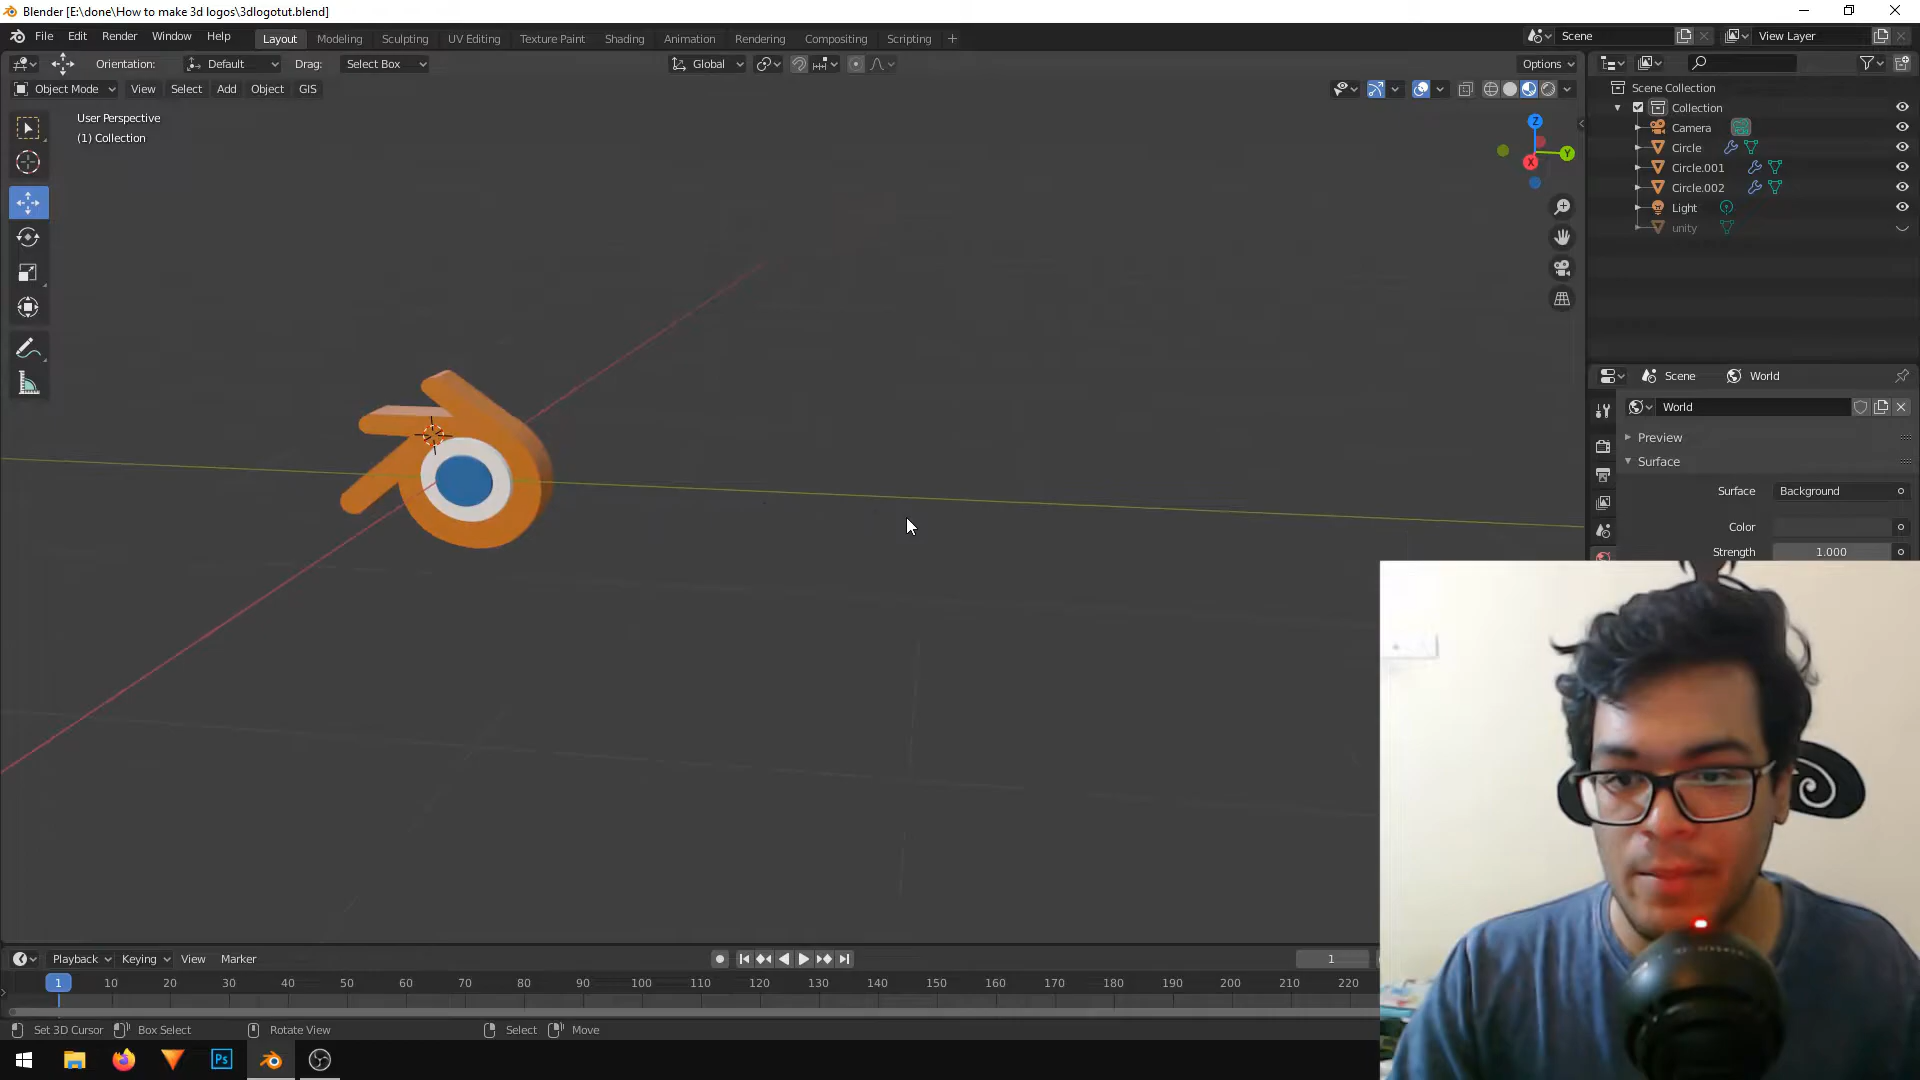 Blender [E:\done\How to make 3d logos\3dlogotut.blend]
File Edit Render Window Help
Layout Modeling Sculpting UV Editing Texture Paint Shading Animation Rendering Compositing Scripting +
Scene
View Layer
Orientation: Default Drag: Select Box
Global
Options
Object Mode View Select Add Object GIS
User Perspective
(1) Collection
Z
Y
X
Scene Collection
Collection
Camera
Circle
Circle.001
Circle.002
Light
unity
Scene World
World
Preview
Surface
Surface Background
Color
Strength 1.000
Playback Keying View Marker
1
1 10 20 30 40 50 60 70 80 90 100 110 120 130 140 150 160 170 180 190 200 210 220
Set 3D Cursor Box Select Rotate View Select Move
Ps